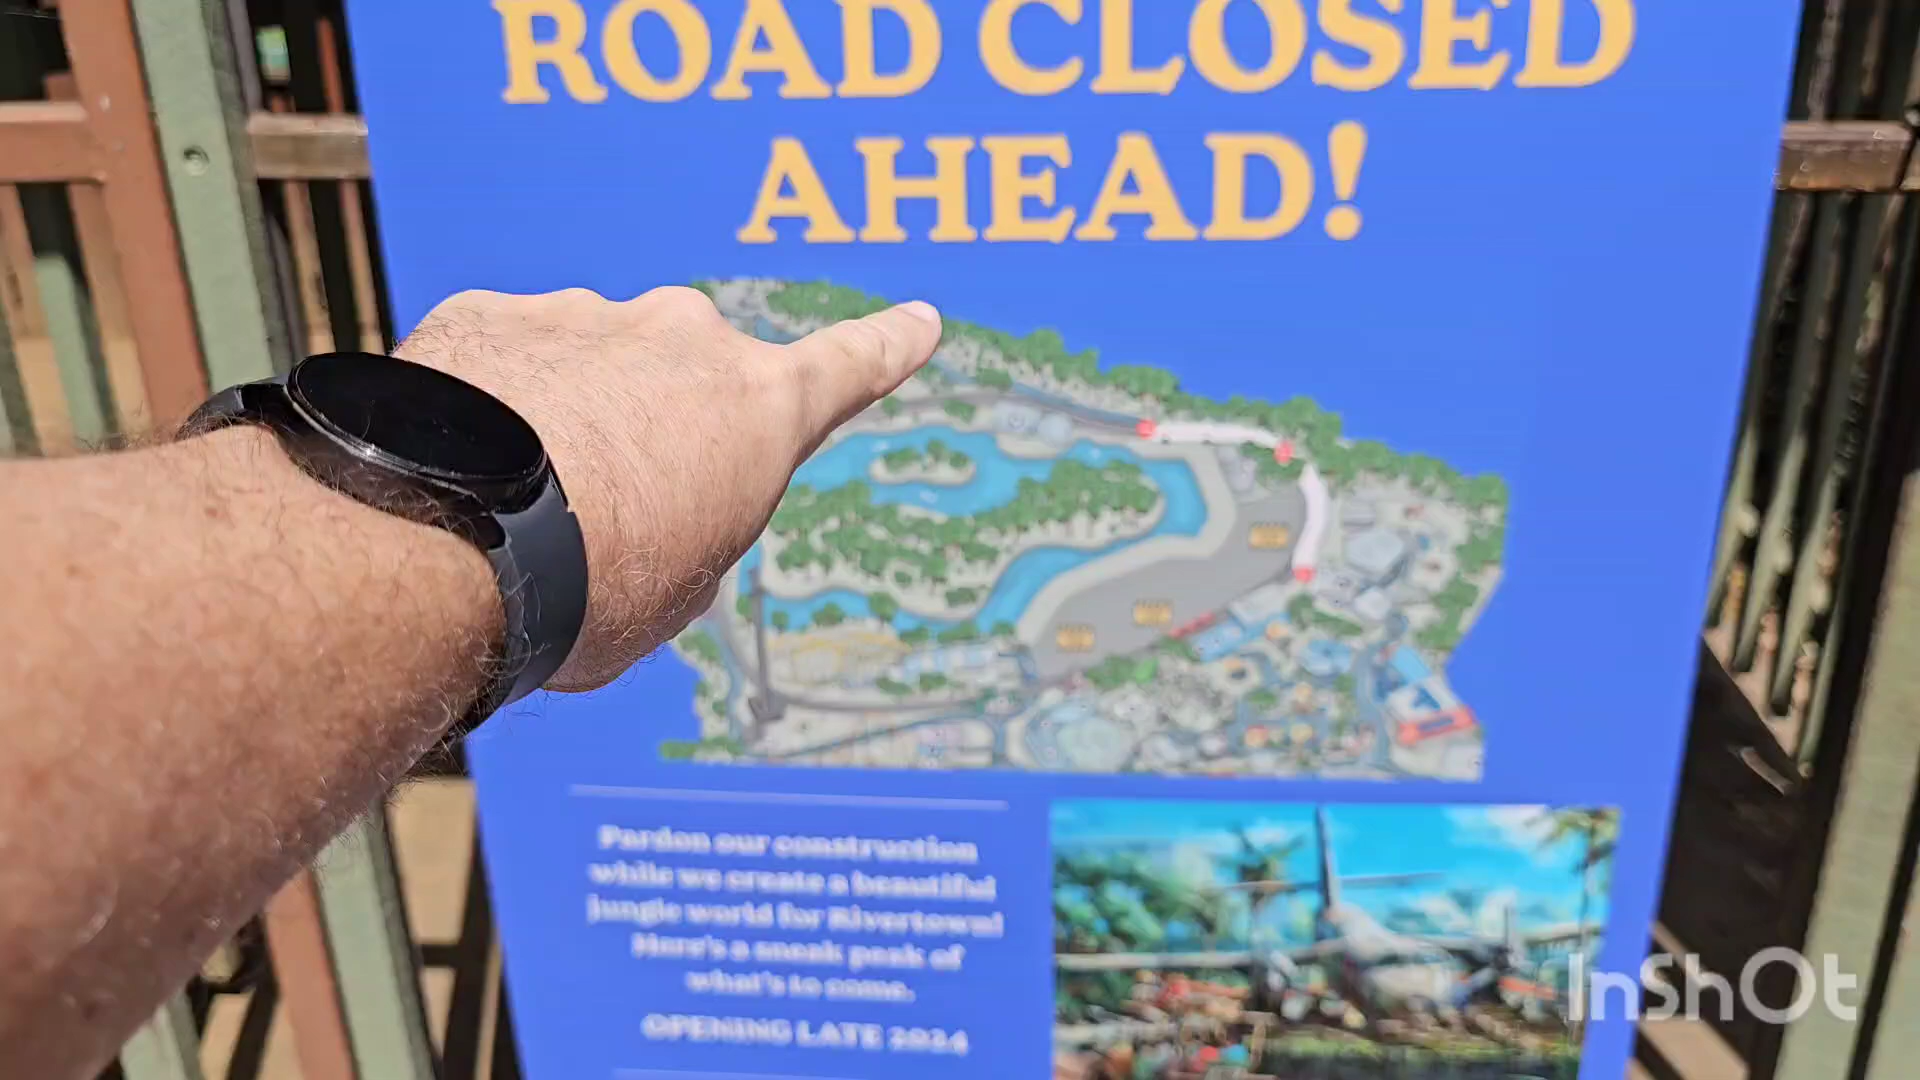 ROAD CLOSED
AHEAD!
Pardon our construction
while we create a beautiful
jungle world for Rivertown!
Here's a sneak peak of
what's to come.
OPENING LATE 2024
InShOt